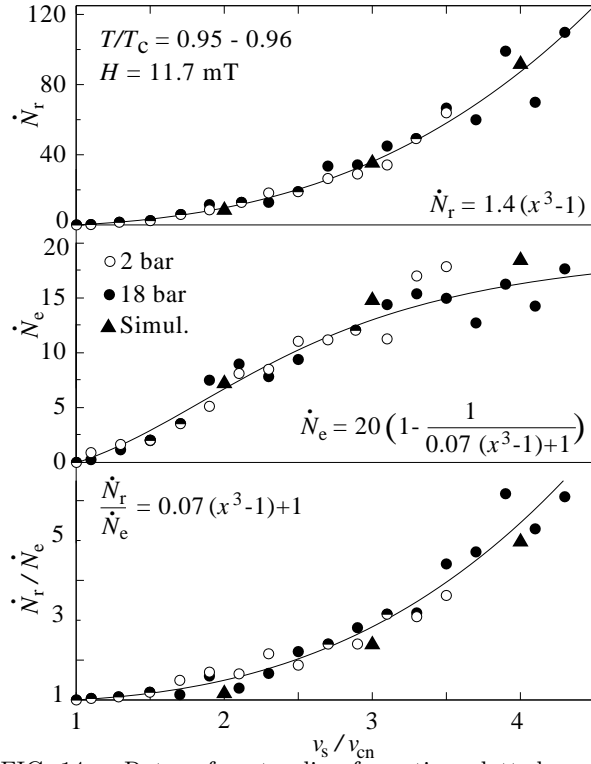 120
80
40
0
Ṅr
T/Tc = 0.95 - 0.96
H = 11.7 mT
Ṅr = 1.4 (x³-1)
20
15
10
5
0
Ṅe
2 bar
18 bar
Simul.
Ṅe = 20 (1- 1 / 0.07 (x³-1)+1 )
5
3
1
Ṅr / Ṅe
Ṅr / Ṅe = 0.07 (x³-1)+1
1 2 3 4
vs / vcn